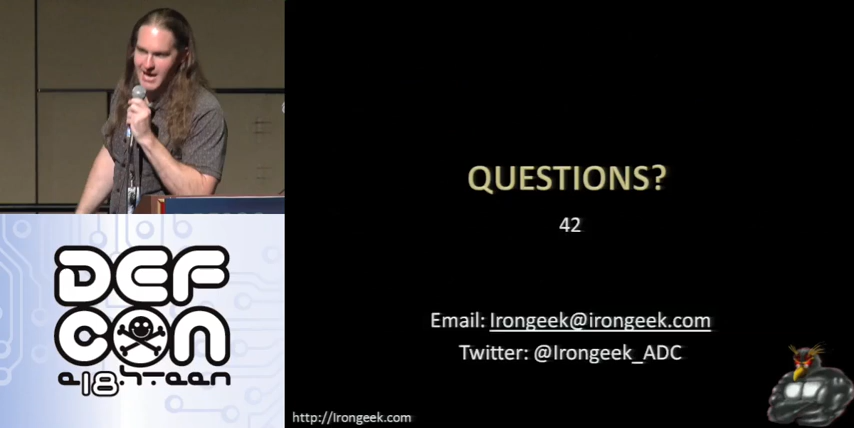 DEF
CON
e18hteen
QUESTIONS?
42
Email: Irongeek@irongeek.com
Twitter: @Irongeek_ADC
http://Irongeek.com